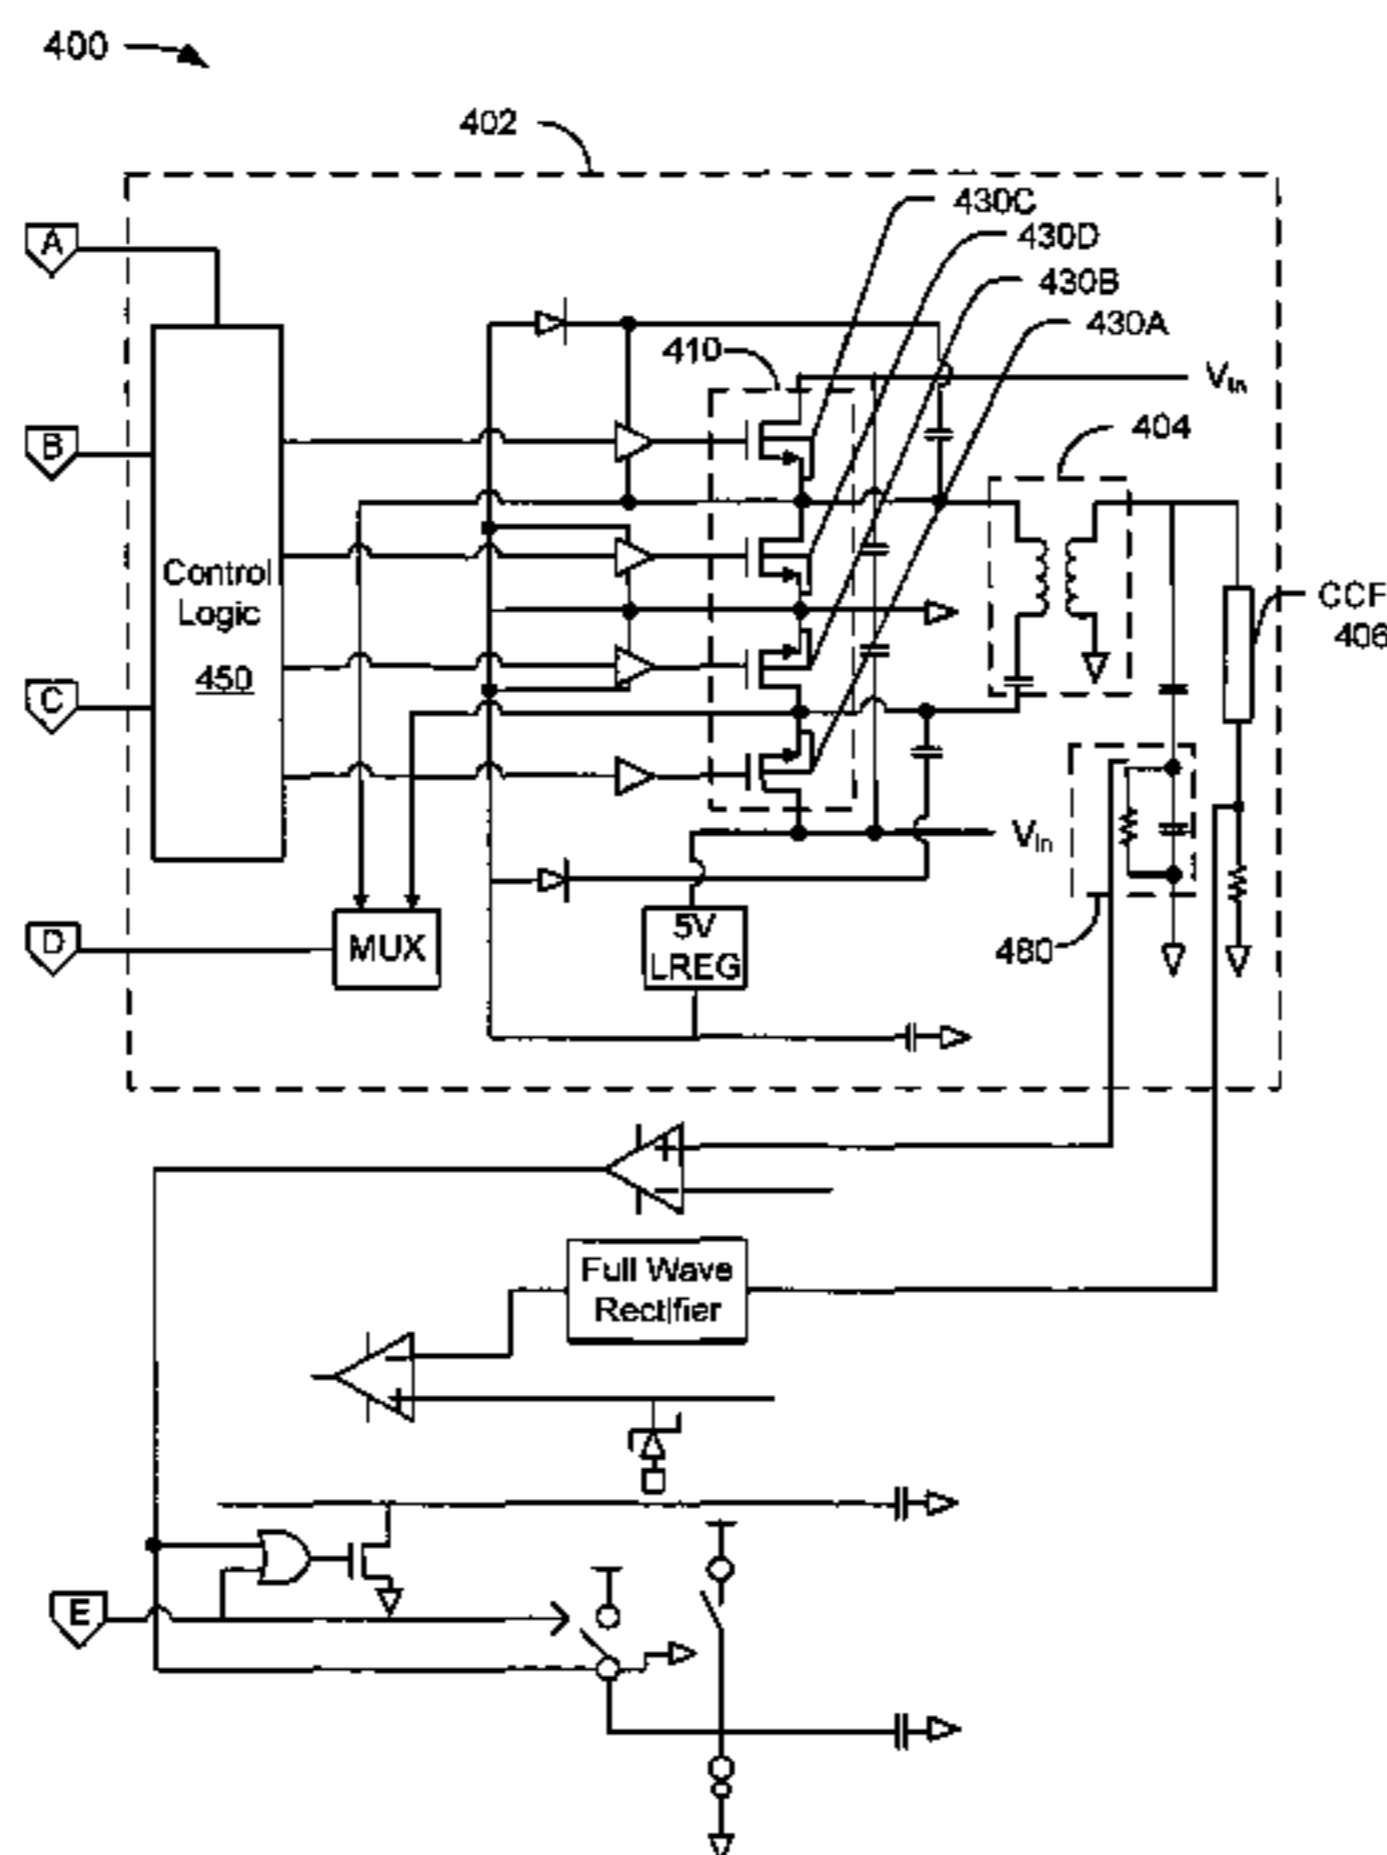 400
402
430C
430D
430B
430A
410
VIn
404
A
B
C
D
Control
Logic
450
CCF
406
VIn
MUX
5V
LREG
480
+
Full Wave
Rectifier
+
E